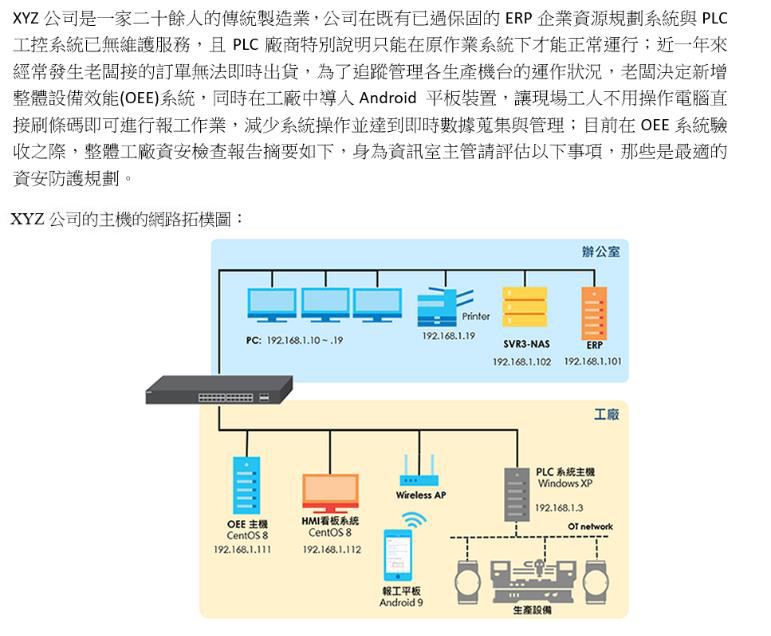 XYZ 公司是一家二十餘人的傳統製造業，公司在既有已過保固的 ERP 企業資源規劃系統與 PLC
工控系統已無維護服務，且 PLC 廠商特別說明只能在原作業系統下才能正常運行；近一年來
經常發生老闆接的訂單無法即時出貨，為了追蹤管理各生產機台的運作狀況，老闆決定新增
整體設備效能(OEE)系統，同時在工廠中導入 Android 平板裝置，讓現場工人不用操作電腦直
接刷條碼即可進行報工作業，減少系統操作並達到即時數據蒐集與管理；目前在 OEE 系統驗
收之際，整體工廠資安檢查報告摘要如下，身為資訊室主管請評估以下事項，那些是最適的
資安防護規劃。
XYZ 公司的主機的網路拓樸圖：
辦公室
Printer
PC: 192.168.1.10 ~ .19
192.168.1.19
SVR3-NAS
ERP
192.168.1.102
192.168.1.101
工廠
Wireless AP
PLC 系統主機
Windows XP
192.168.1.3
OEE 主機
CentOS 8
192.168.1.111
HMI看板系統
CentOS 8
192.168.1.112
OT network
報工平板
Android 9
生產設備